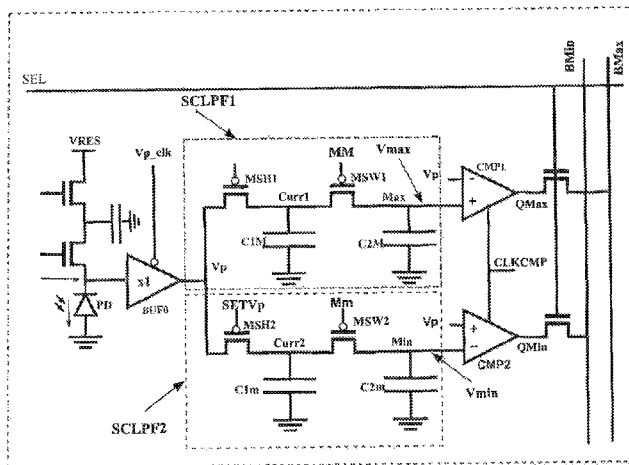 SEL
BMin
BMax
SCLPF1
VRES
Vp_clk
MM
Vmax
Vp
CMP1
MSH1
Curr1
MSW1
Max
QMax
C1M
C2M
Vp
CLKCMP
x1
BUF0
PD
SETVp
Mm
Vp
MSH2
Curr2
MSW2
Min
QMin
CMP2
C1m
C2m
Vmin
SCLPF2